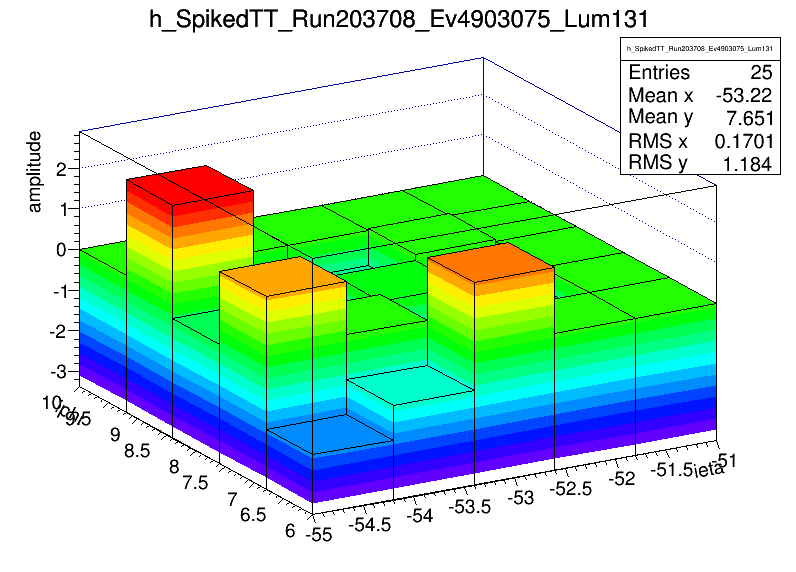 h_SpikedTT_Run203708_Ev4903075_Lum131
h_SpikedTT_Run203708_Ev4903075_Lum131
Entries 25
Mean x -53.22
Mean y 7.651
RMS x 0.1701
RMS y 1.184
amplitude
2
1
0
-1
-2
-3
10
iphi
9.5
9
8.5
8
7.5
7
6.5
6
-55
-54.5
-54
-53.5
-53
-52.5
-52
-51.5
ieta
-51